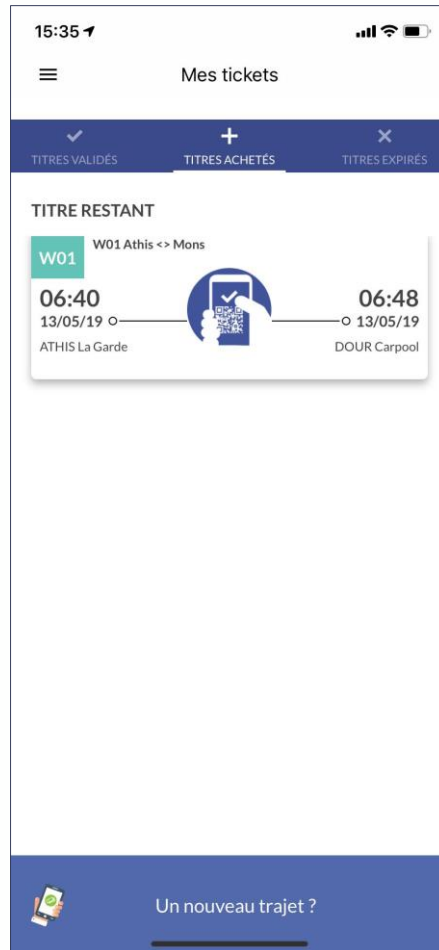 15:35
Mes tickets
TITRES VALIDÉS
TITRES ACHETÉS
TITRES EXPIRÉS
TITRE RESTANT
W01
W01 Athis <> Mons
06:40
06:48
13/05/19
13/05/19
ATHIS La Garde
DOUR Carpool
Un nouveau trajet ?